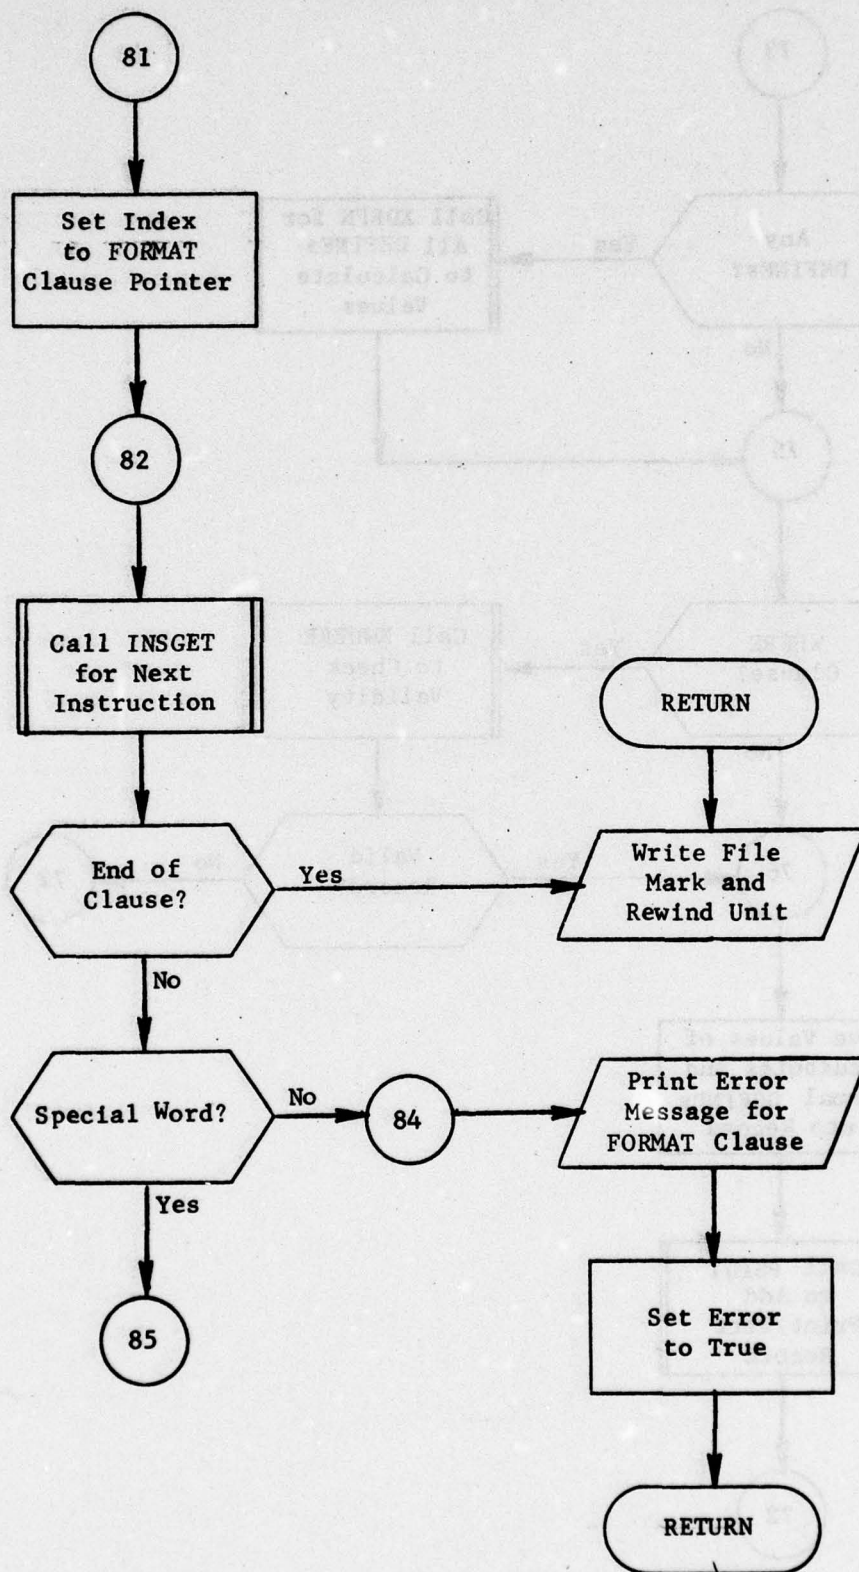 81
Set Index
to FORMAT
Clause Pointer
82
Call INSGET
for Next
Instruction
RETURN
End of
Clause?
Yes
Write File
Mark and
Rewind Unit
No
Special Word?
No
84
Print Error
Message for
FORMAT Clause
Yes
85
Set Error
to True
RETURN